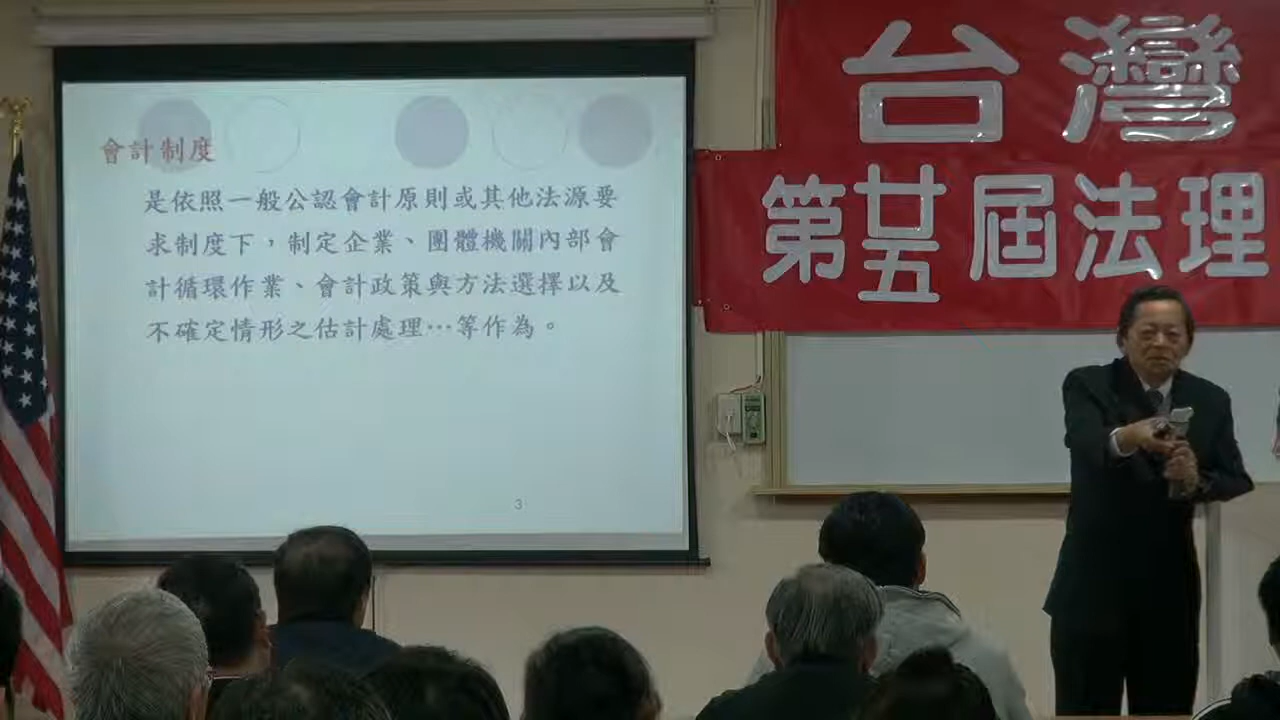 會計制度
是依照一般公認會計原則或其他法源要
求制度下，制定企業、團體機關內部會
計循環作業、會計政策與方法選擇以及
不確定情形之估計處理…等作為。
3
台灣
第廿五屆法理